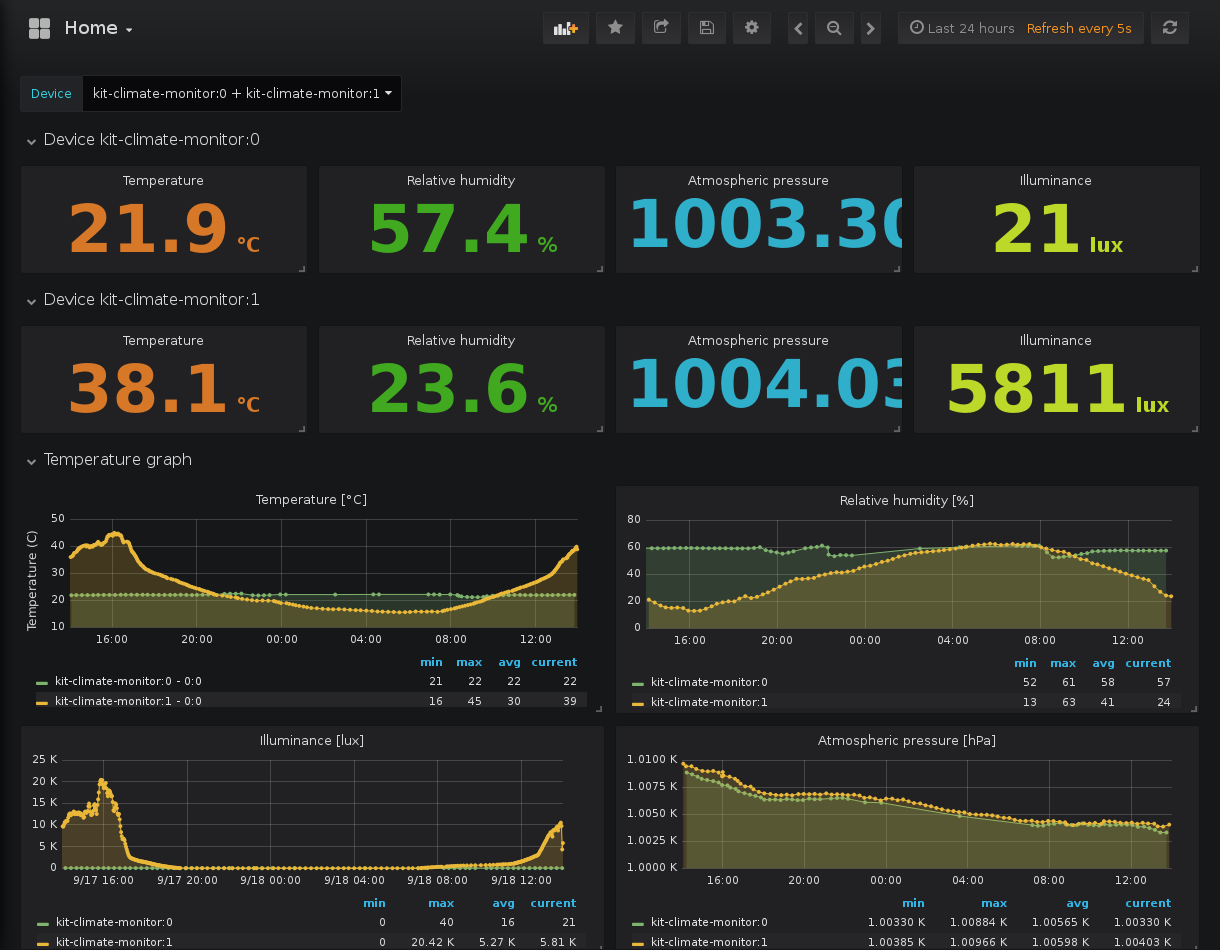 Home
Last 24 hours Refresh every 5s
Device kit-climate-monitor:0 + kit-climate-monitor:1
Device kit-climate-monitor:0
Temperature Relative humidity Atmospheric pressure Illuminance
21.9 °C 57.4 % 1003.30 21 lux
Device kit-climate-monitor:1
Temperature Relative humidity Atmospheric pressure Illuminance
38.1 °C 23.6 % 1004.03 5811 lux
Temperature graph
Temperature [°C]
Temperature (C)
50
40
30
20
10
16:00 20:00 00:00 04:00 08:00 12:00
min max avg current
kit-climate-monitor:0 - 0:0 21 22 22 22
kit-climate-monitor:1 - 0:0 16 45 30 39
Relative humidity [%]
80
60
40
20
0
16:00 20:00 00:00 04:00 08:00 12:00
min max avg current
kit-climate-monitor:0 52 61 58 57
kit-climate-monitor:1 13 63 41 24
Illuminance [lux]
25 K
20 K
15 K
10 K
5 K
0
9/17 16:00 9/17 20:00 9/18 00:00 9/18 04:00 9/18 08:00 9/18 12:00
min max avg current
kit-climate-monitor:0 0 40 16 21
kit-climate-monitor:1 0 20.42 K 5.27 K 5.81 K
Atmospheric pressure [hPa]
1.0100 K
1.0075 K
1.0050 K
1.0025 K
1.0000 K
16:00 20:00 00:00 04:00 08:00 12:00
min max avg current
kit-climate-monitor:0 1.00330 K 1.00884 K 1.00565 K 1.00330 K
kit-climate-monitor:1 1.00385 K 1.00966 K 1.00598 K 1.00403 K